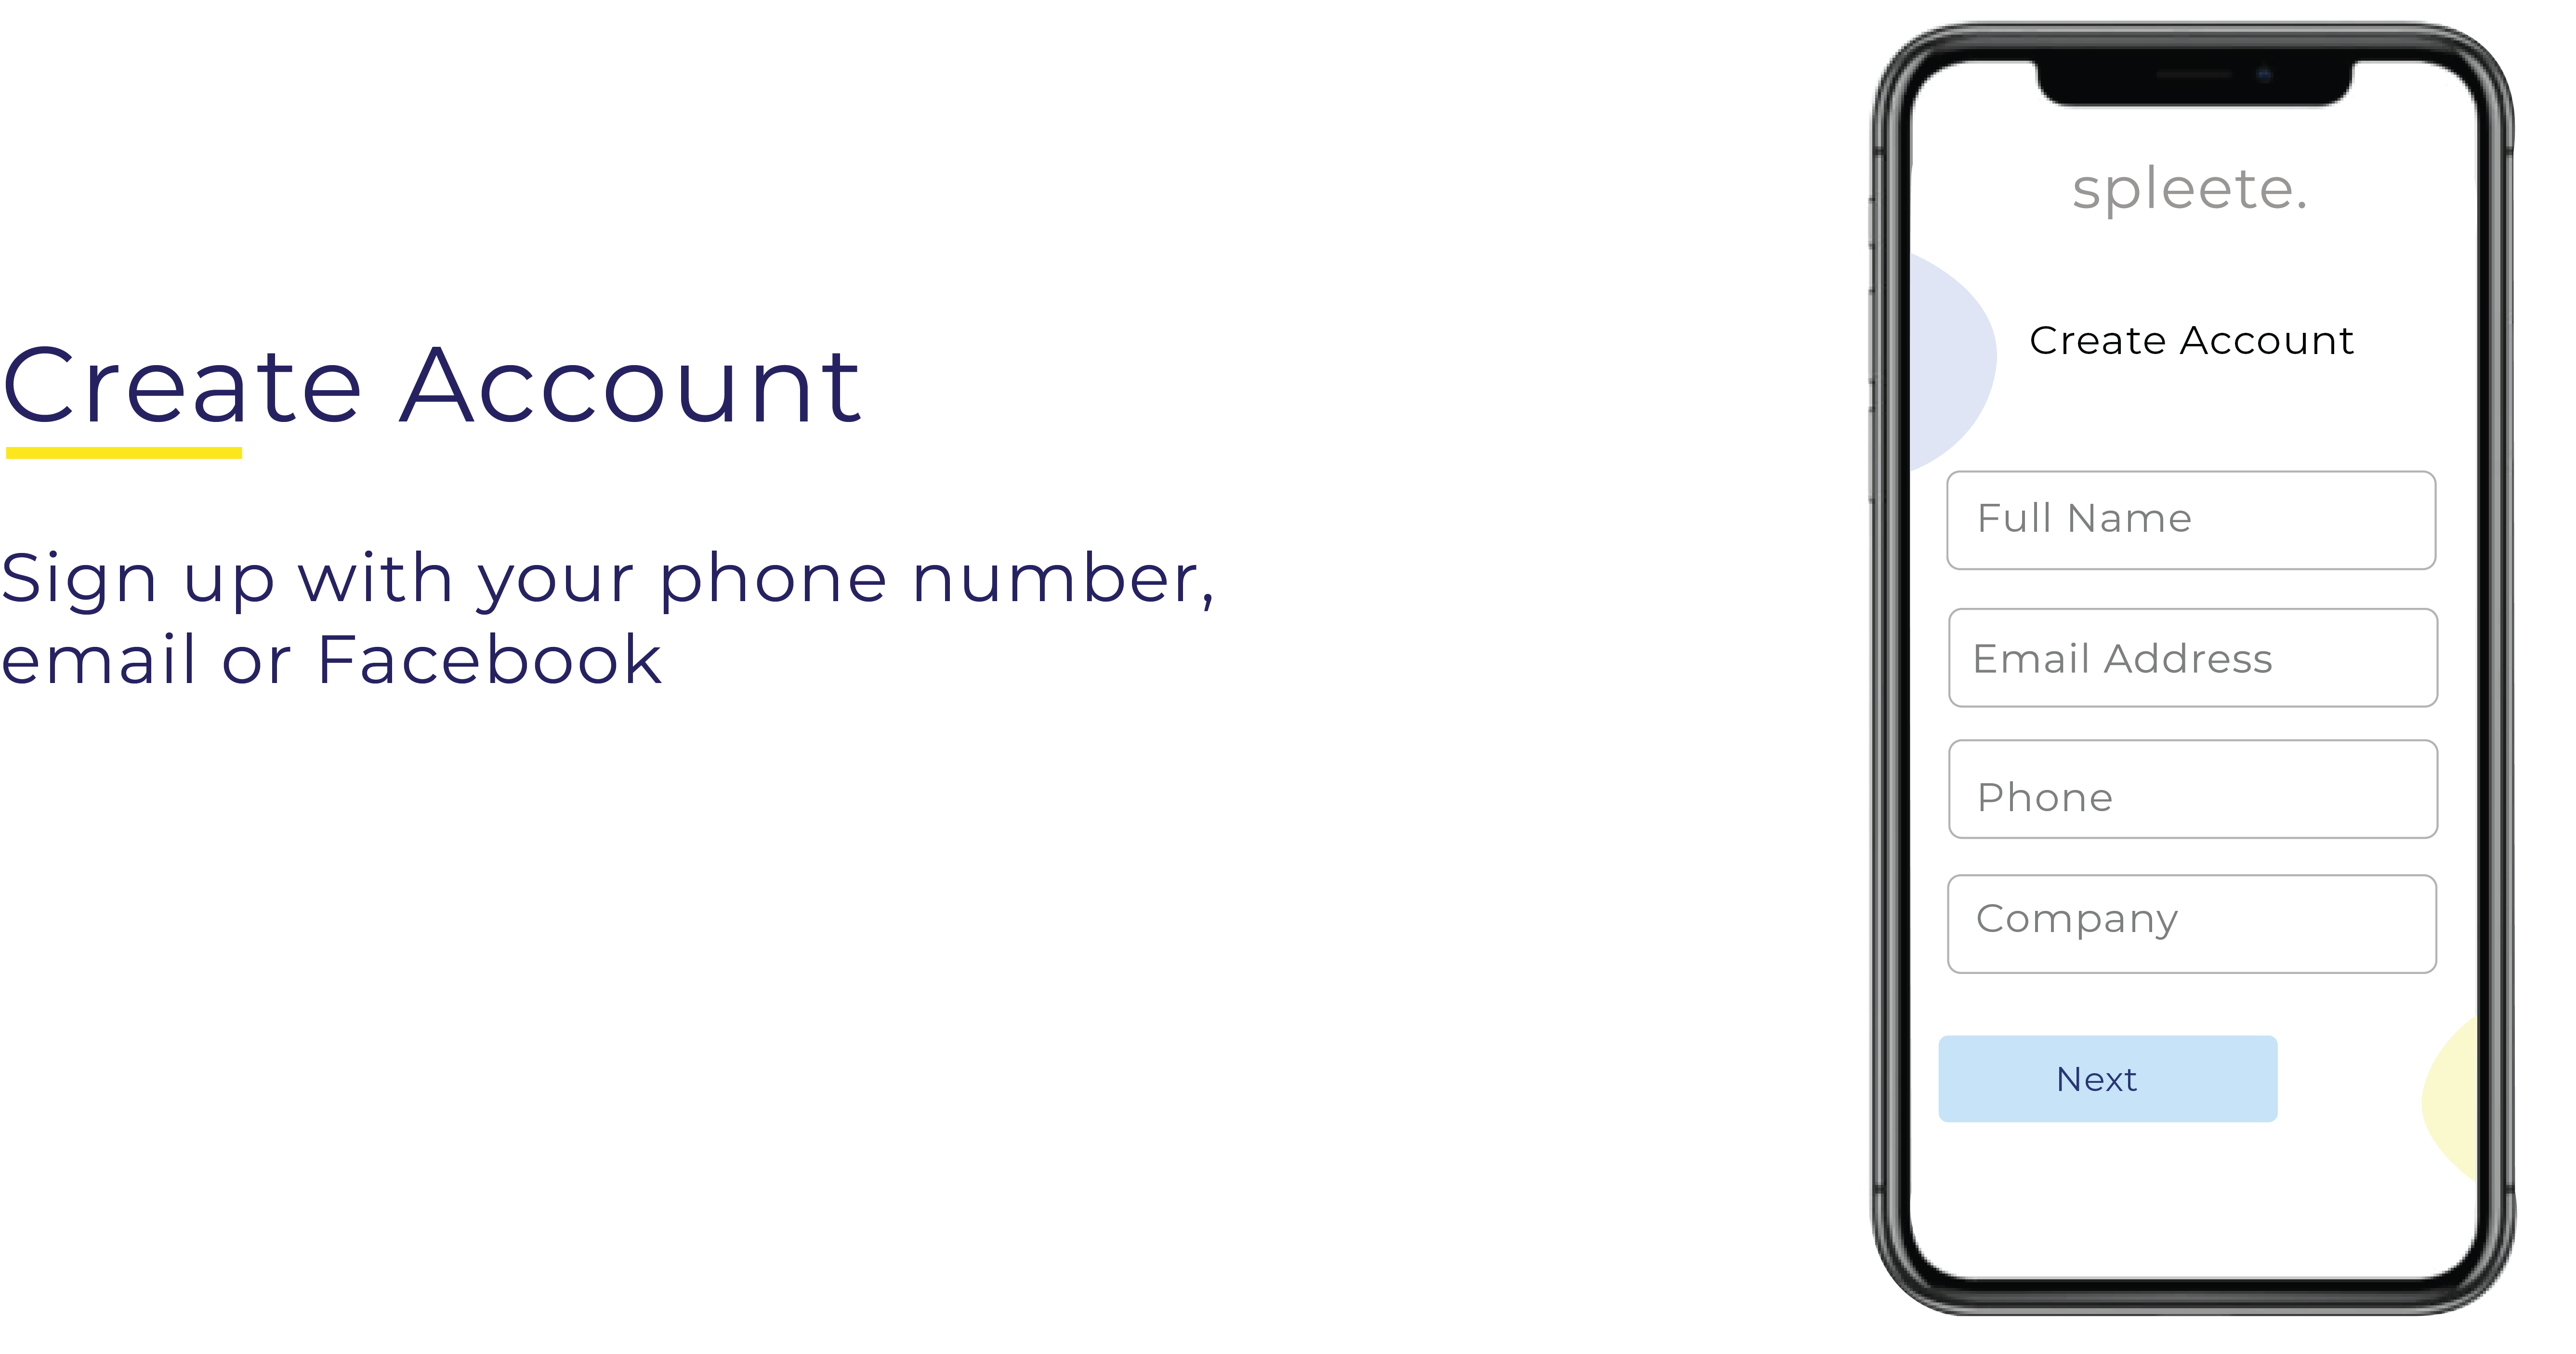 Create Account
Sign up with your phone number,
email or Facebook
spleete.
Create Account
Full Name
Email Address
Phone
Company
Next